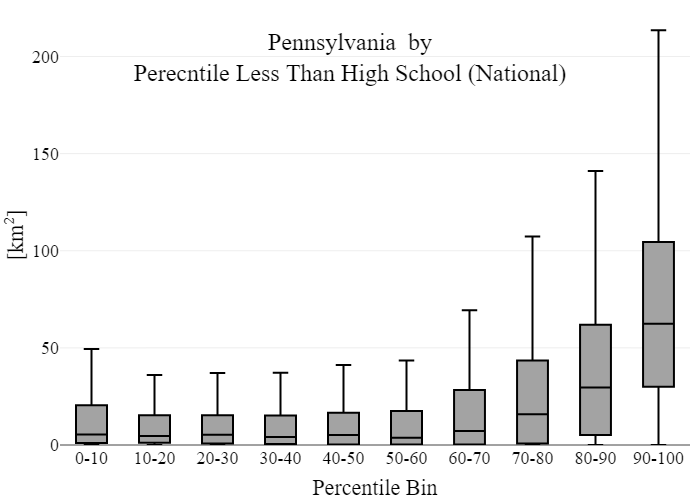 Pennsylvania by
Perecntile Less Than High School (National)
200
150
100
50
0
[km²]
0-10 10-20 20-30 30-40 40-50 50-60 60-70 70-80 80-90 90-100
Percentile Bin